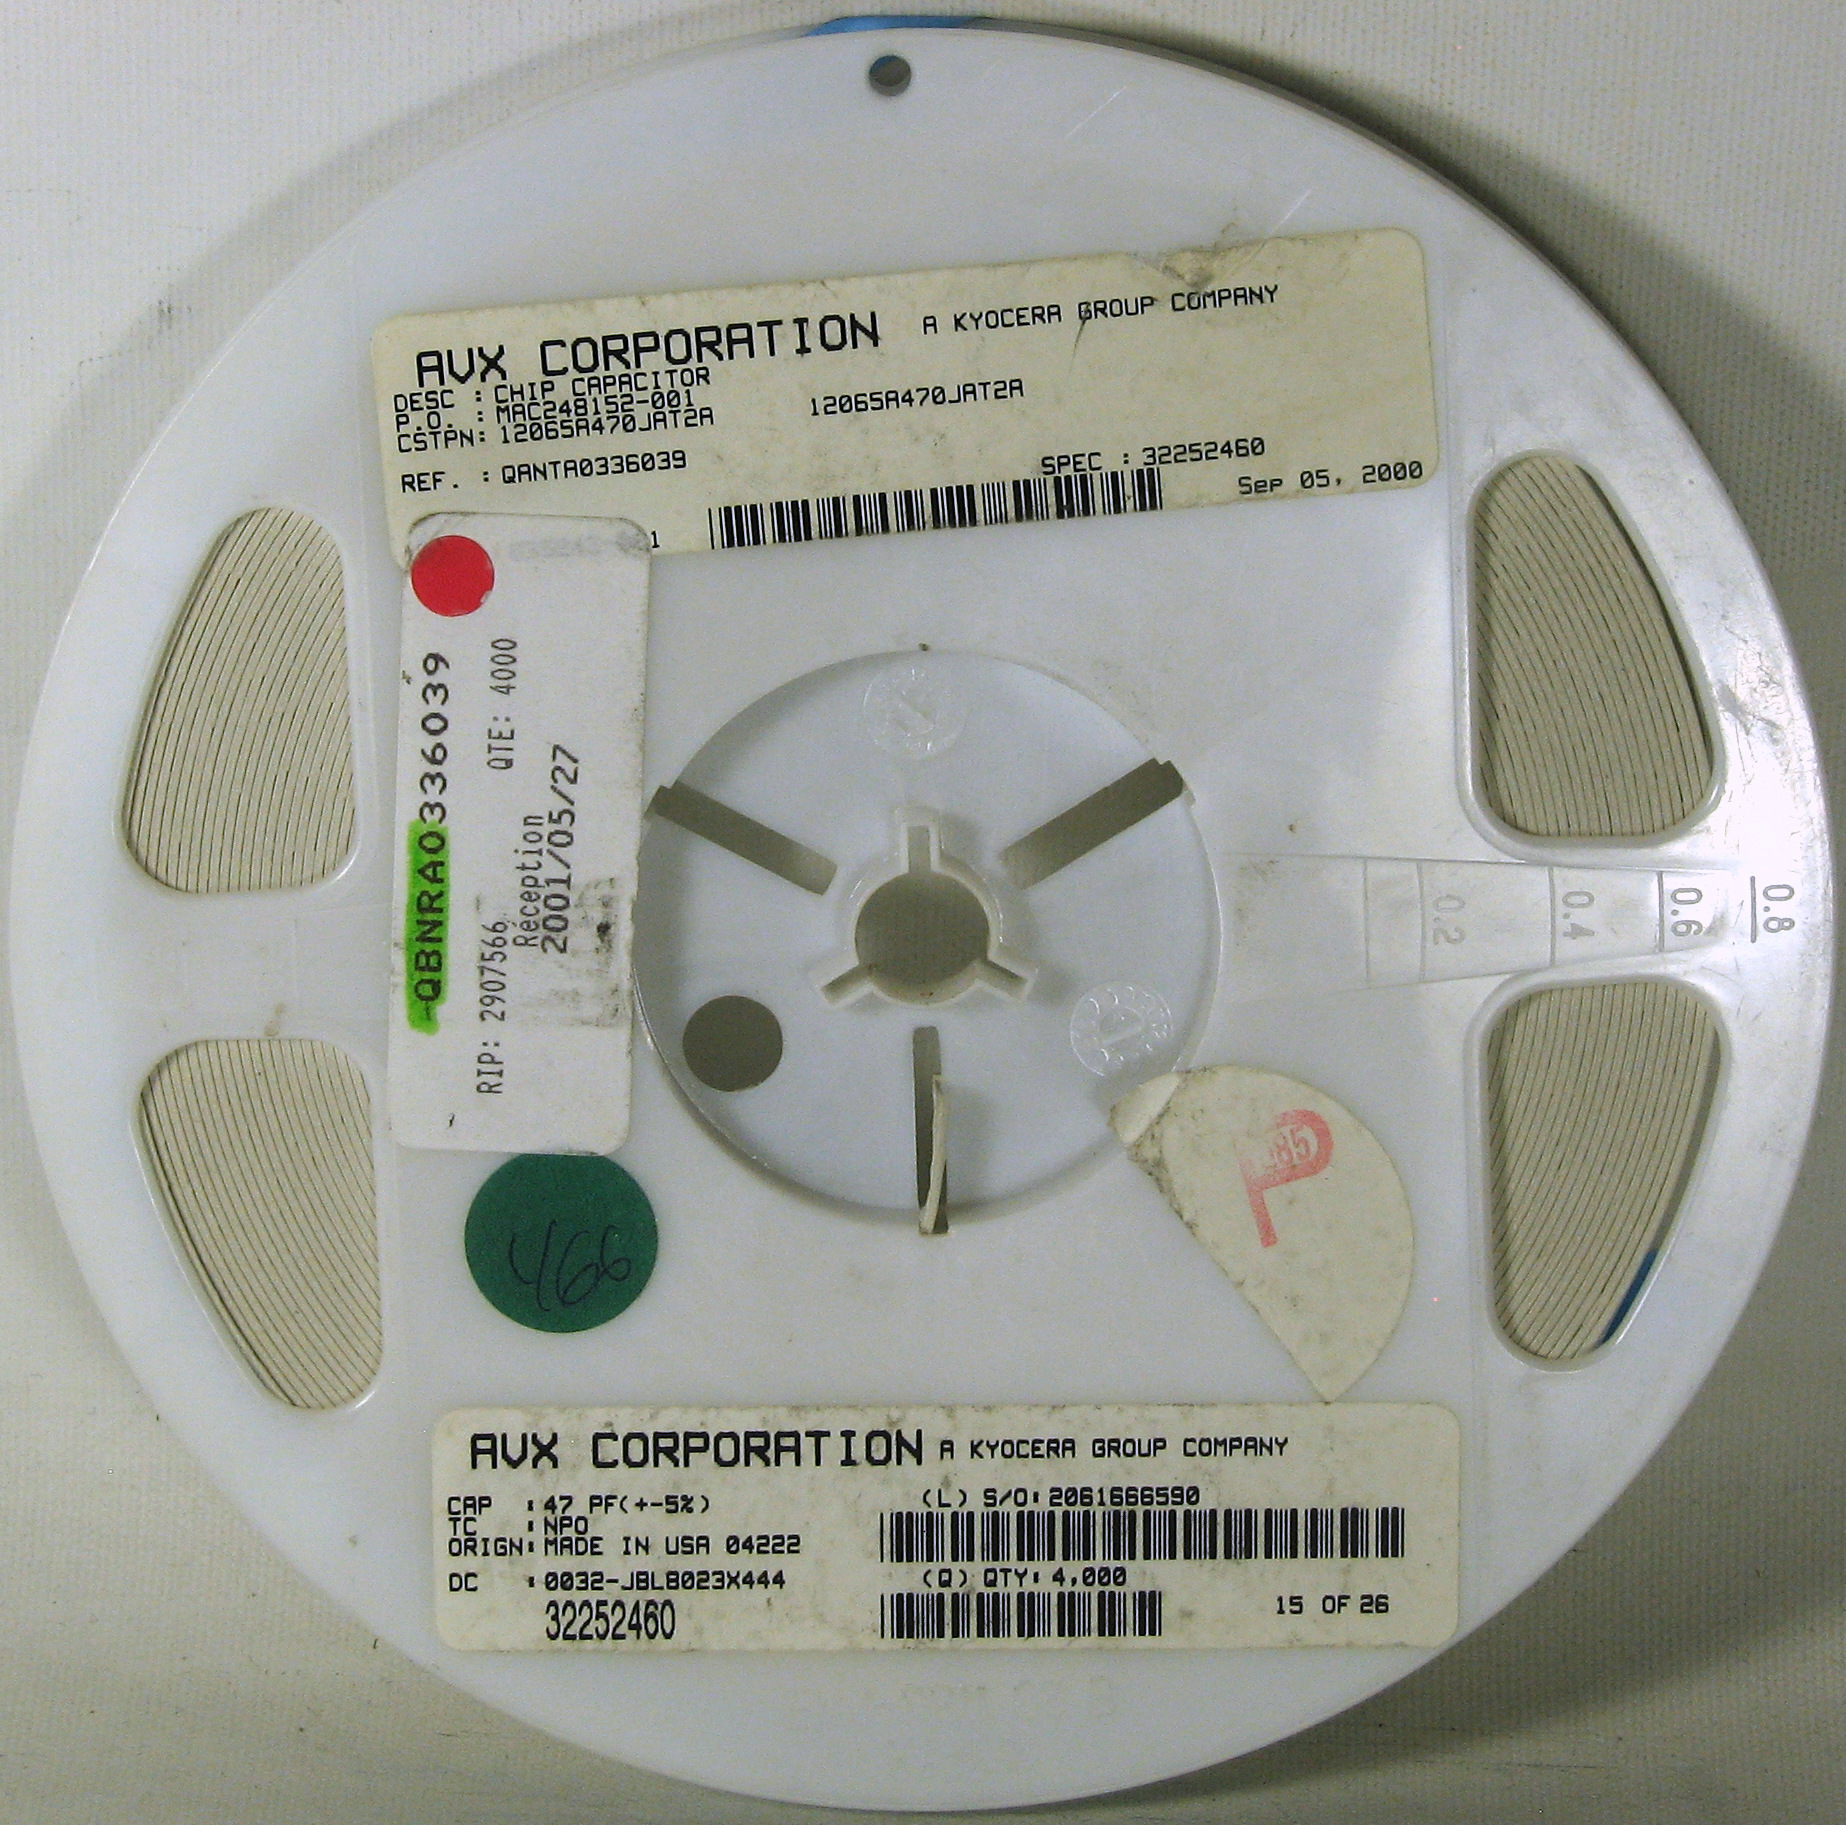 AVX CORPORATION A KYOCERA GROUP COMPANY
DESC : CHIP CAPACITOR
P.O. : MAC248152-001
CSTPN: 12065A470JAT2A 12065A470JAT2A
REF. : QANTA0336039 SPEC : 32252460
Sep 05, 2000
1
QBNRA0336039
RIP: 2907566 QTE: 4000
Réception
2001/05/27
466
0.2
0.4
0.6
0.8
AVX CORPORATION A KYOCERA GROUP COMPANY
CAP : 47 PF(+-5%) (L) S/O: 2061666590
TC : NPO
ORIGN: MADE IN USA 04222
DC : 0032-JBLB023X444 (Q) QTY: 4,000
32252460 15 OF 26